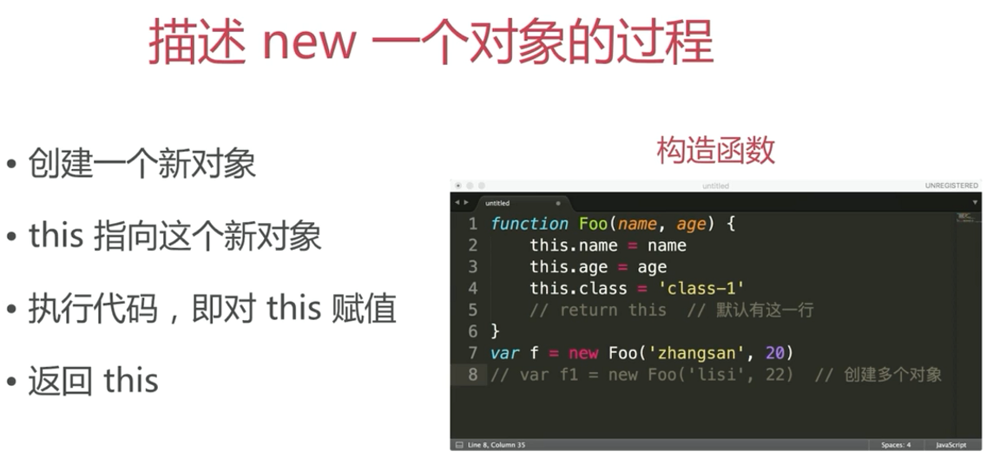 描述 new 一个对象的过程
• 创建一个新对象
• this 指向这个新对象
• 执行代码，即对 this 赋值
• 返回 this
构造函数
untitled
UNREGISTERED
untitled
1 function Foo(name, age) {
2     this.name = name
3     this.age = age
4     this.class = 'class-1'
5     // return this  // 默认有这一行
6 }
7 var f = new Foo('zhangsan', 20)
8 // var f1 = new Foo('lisi', 22)  // 创建多个对象
Line 8, Column 35
Spaces: 4
JavaScript